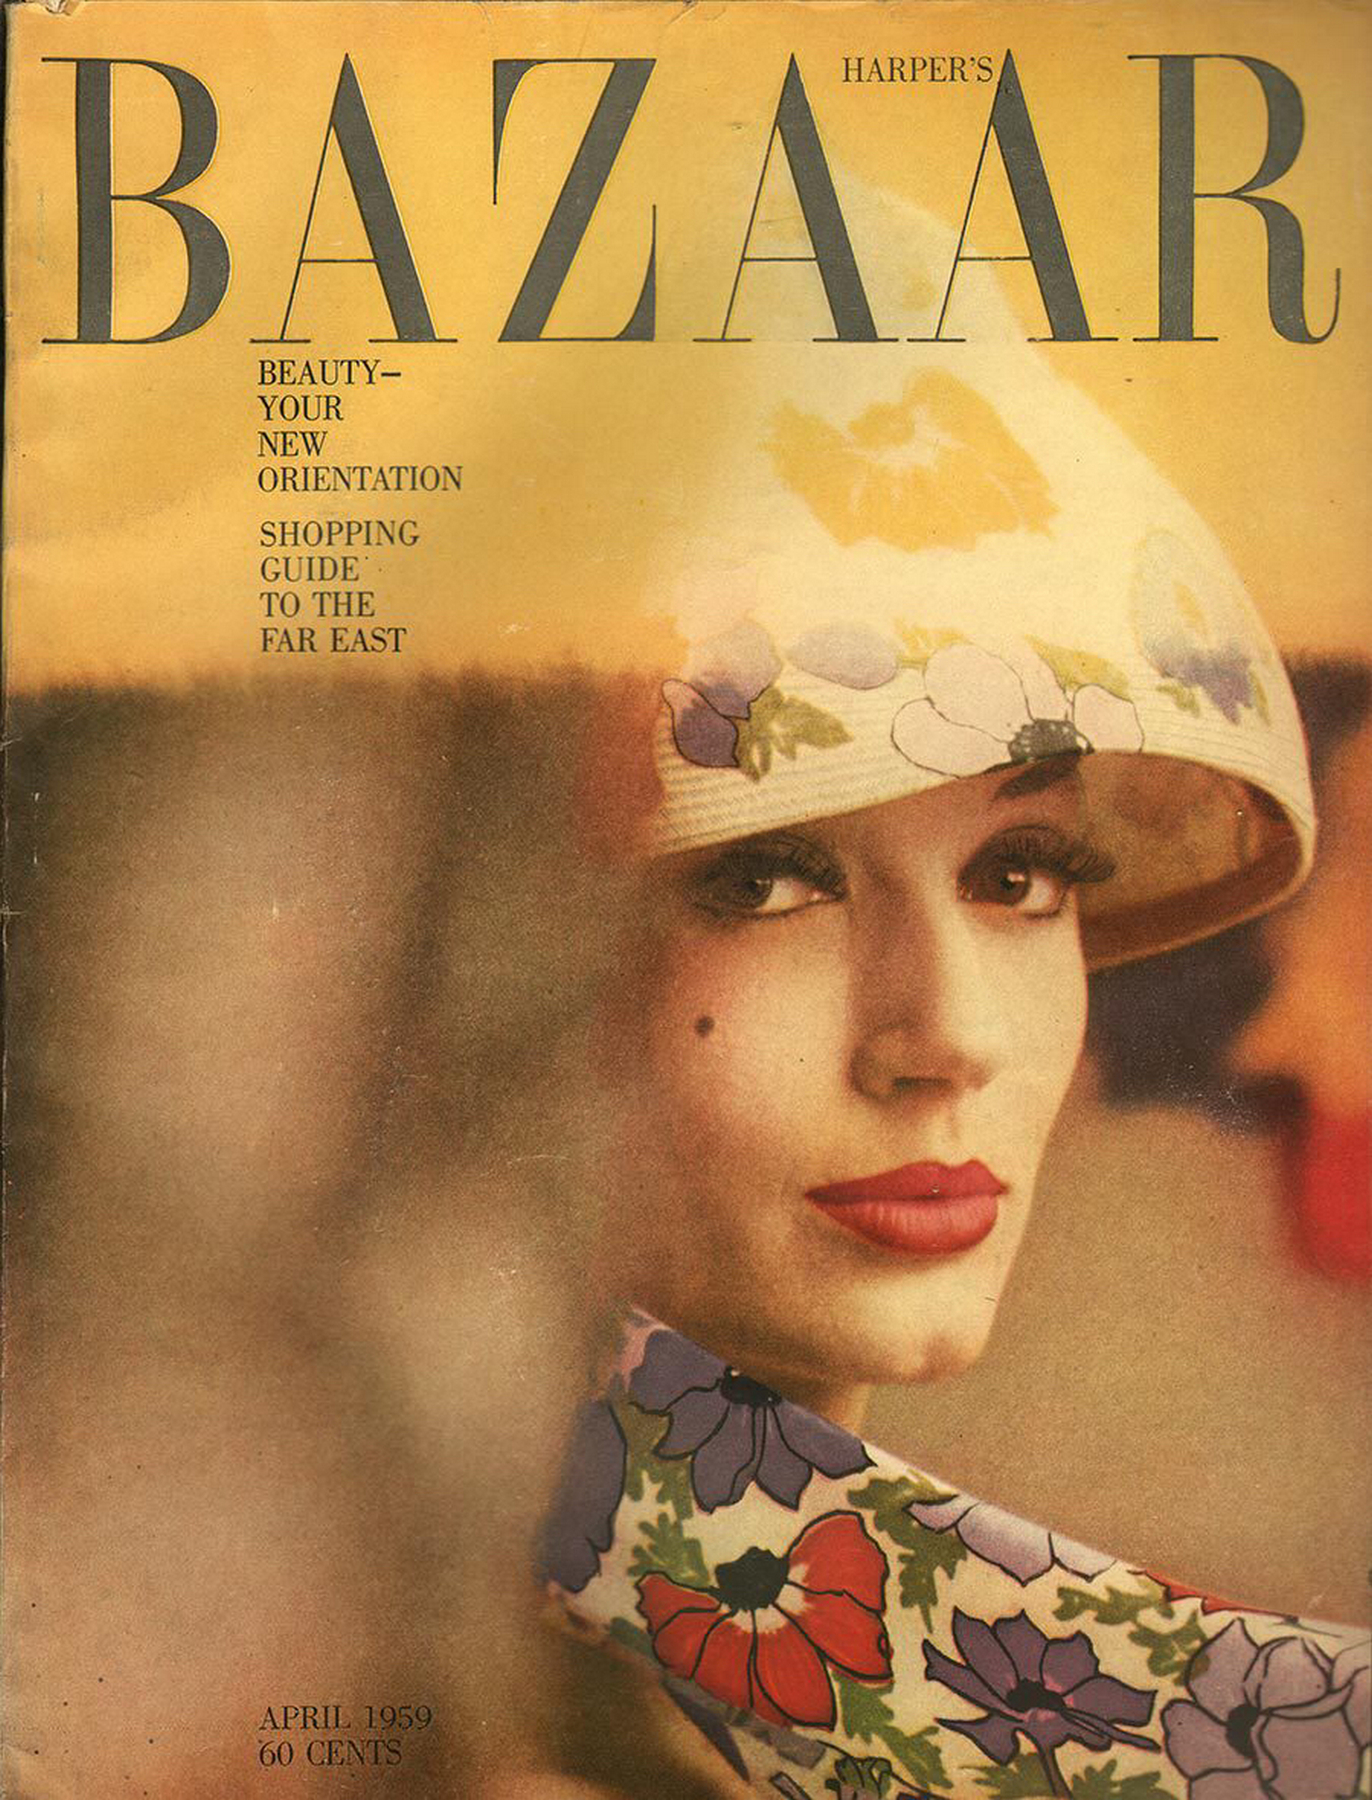 HARPER'S
BAZAAR
BEAUTY–
YOUR
NEW
ORIENTATION
SHOPPING
GUIDE
TO THE
FAR EAST
APRIL 1959
60 CENTS